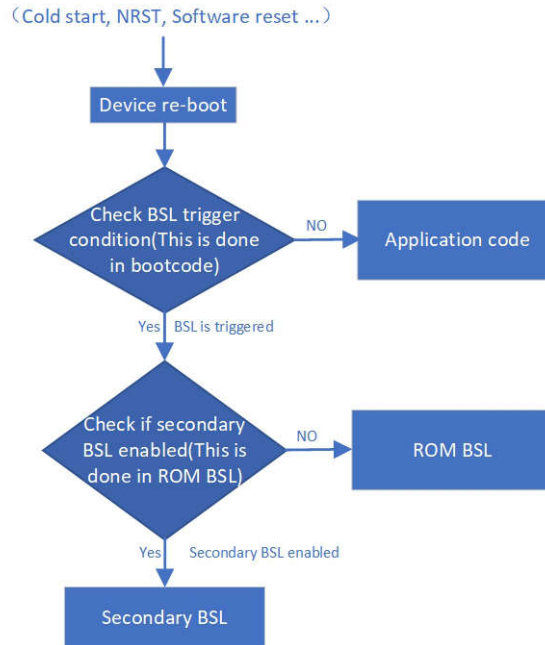 （Cold start, NRST, Software reset ...）
Device re-boot
Check BSL trigger
condition(This is done
in bootcode)
NO
Application code
Yes
BSL is triggered
Check if secondary
BSL enabled(This is
done in ROM BSL)
NO
ROM BSL
Yes
Secondary BSL enabled
Secondary BSL